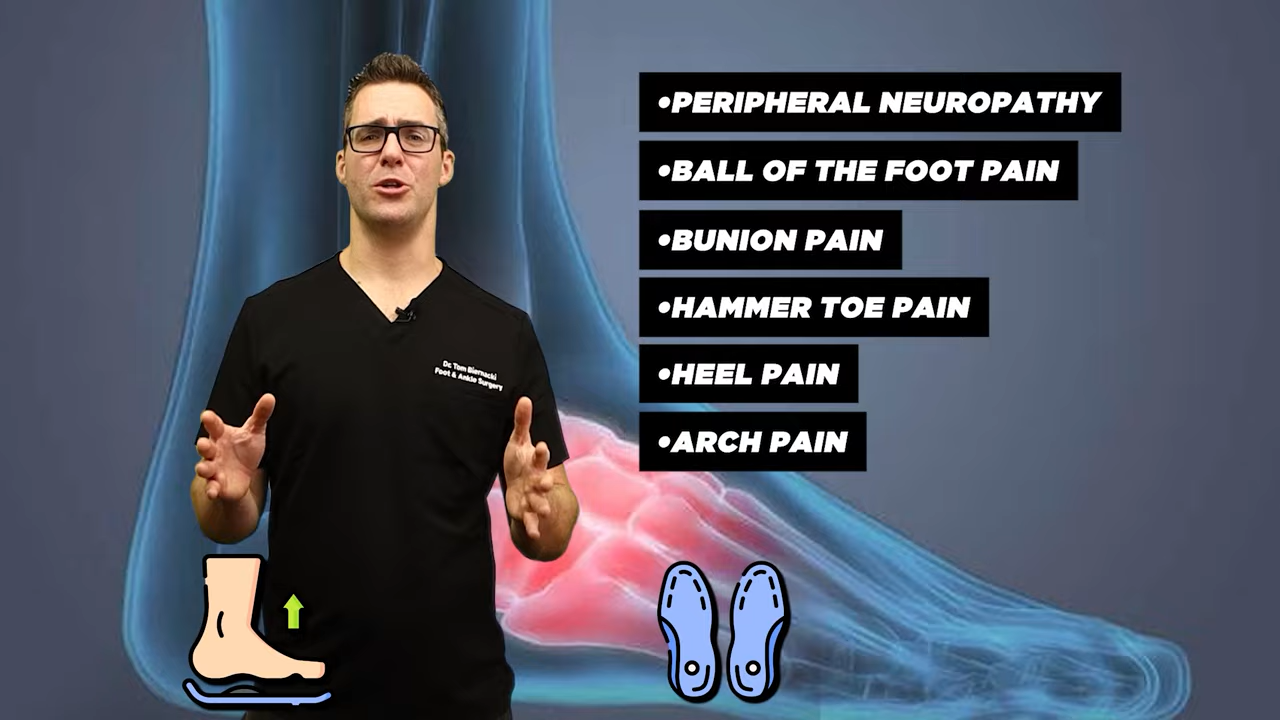 •PERIPHERAL NEUROPATHY
•BALL OF THE FOOT PAIN
•BUNION PAIN
•HAMMER TOE PAIN
•HEEL PAIN
•ARCH PAIN
Dr. Tom Biernacki
Foot & Ankle Surgery